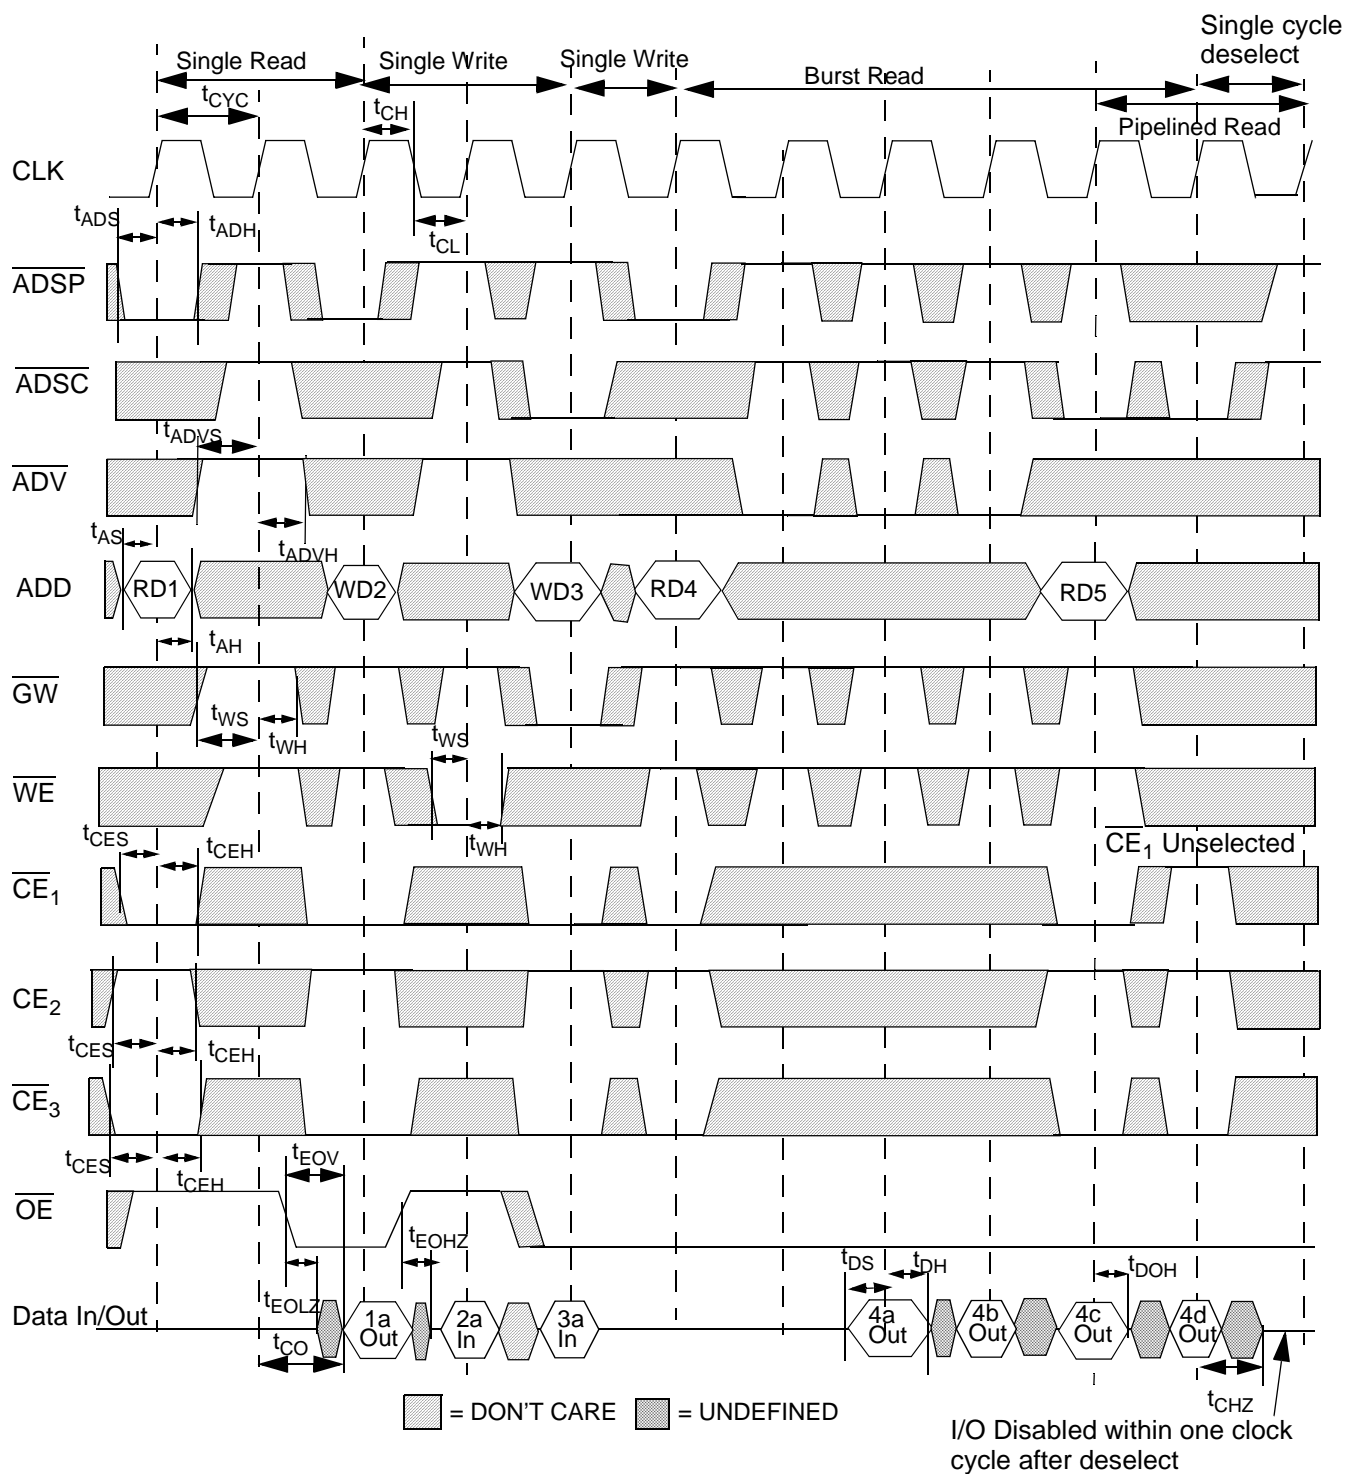 Single cycle
deselect
Single Read
Single Write
Single Write
Burst Read
tCYC
tCH
Pipelined Read
CLK
tADS
tADH
tCL
ADSP
ADSC
tADVS
ADV
tAS
tADVH
ADD
RD1
WD2
WD3
RD4
RD5
tAH
GW
tWS
tWH
tWS
WE
tCES
tCEH
tWH
CE1 Unselected
CE1
CE2
tCES
tCEH
CE3
tCES
tCEH
tEOV
OE
tEOHZ
tDS
tDH
tDOH
tEOLZ
Data In/Out
1a
Out
2a
In
3a
In
4a
Out
4b
Out
4c
Out
4d
Out
tCO
tCHZ
= DON'T CARE
= UNDEFINED
I/O Disabled within one clock
cycle after deselect